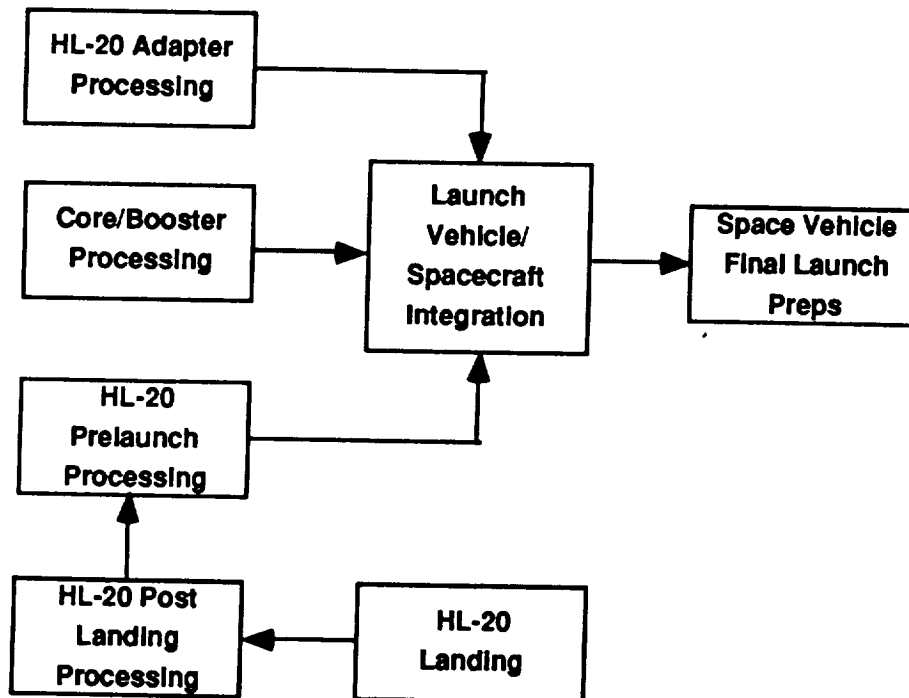 HL-20 Adapter
Processing
Core/Booster
Processing
Launch
Vehicle/
Spacecraft
Integration
Space Vehicle
Final Launch
Preps
HL-20
Prelaunch
Processing
HL-20 Post
Landing
Processing
HL-20
Landing